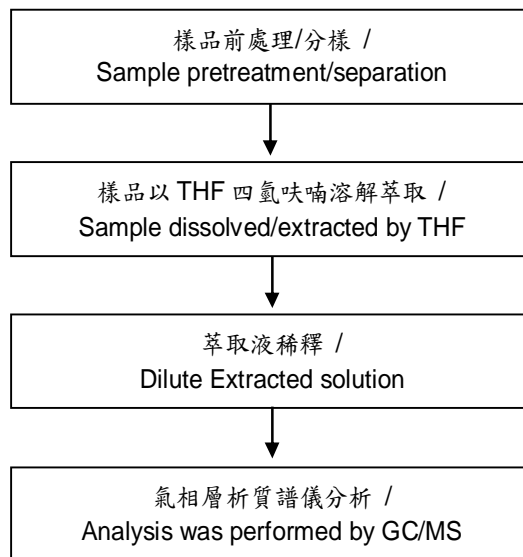 樣品前處理/分樣 /
Sample pretreatment/separation
樣品以 THF 四氫呋喃溶解萃取 /
Sample dissolved/extracted by THF
萃取液稀釋 /
Dilute Extracted solution
氣相層析質譜儀分析 /
Analysis was performed by GC/MS